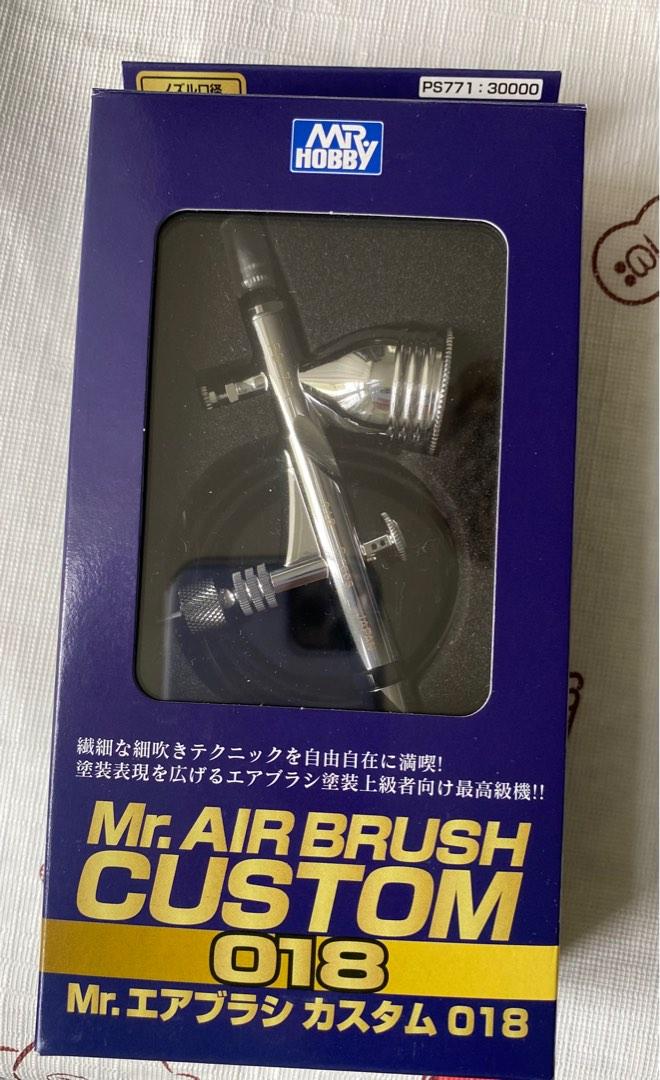 ノズル口径
PS771：30000
MR.
HOBBY
繊細な細吹きテクニックを自由自在に満喫!
塗装表現を広げるエアブラシ塗装上級者向け最高級機!!
Mr. AIR BRUSH
CUSTOM
018
Mr.エアブラシ カスタム 018